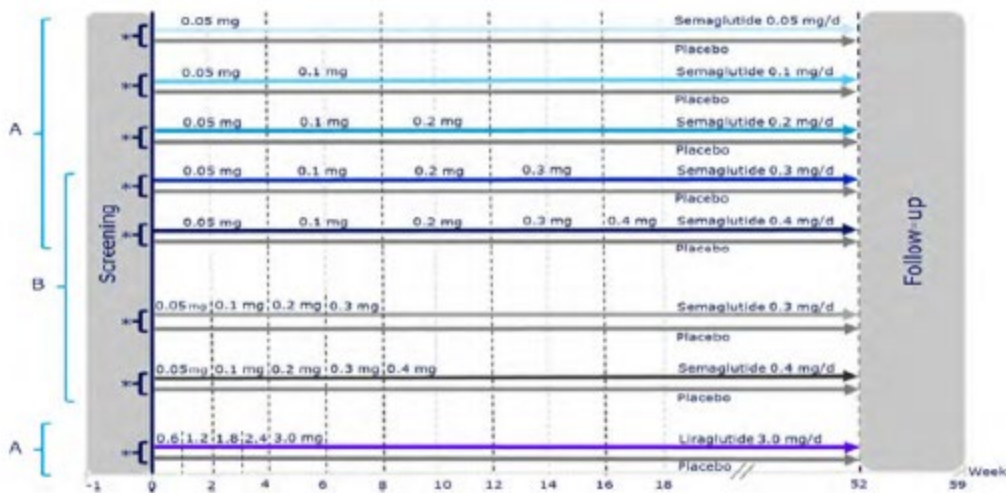 0.05 mg Semaglutide 0.05 mg/d
* Placebo
0.05 mg 0.1 mg Semaglutide 0.1 mg/d
* Placebo
A
0.05 mg 0.1 mg 0.2 mg Semaglutide 0.2 mg/d
* Placebo
0.05 mg 0.1 mg 0.2 mg 0.3 mg Semaglutide 0.3 mg/d
* Placebo
0.05 mg 0.1 mg 0.2 mg 0.3 mg 0.4 mg Semaglutide 0.4 mg/d
* Placebo
Screening
Follow-up
B
0.05 mg 0.1 mg 0.2 mg 0.3 mg Semaglutide 0.3 mg/d
* Placebo
0.05 mg 0.1 mg 0.2 mg 0.3 mg 0.4 mg Semaglutide 0.4 mg/d
* Placebo
A
0.6 1.2 1.8 2.4 3.0 mg Liraglutide 3.0 mg/d
* Placebo
-1 0 2 4 6 8 10 12 14 16 18 52 59 Week